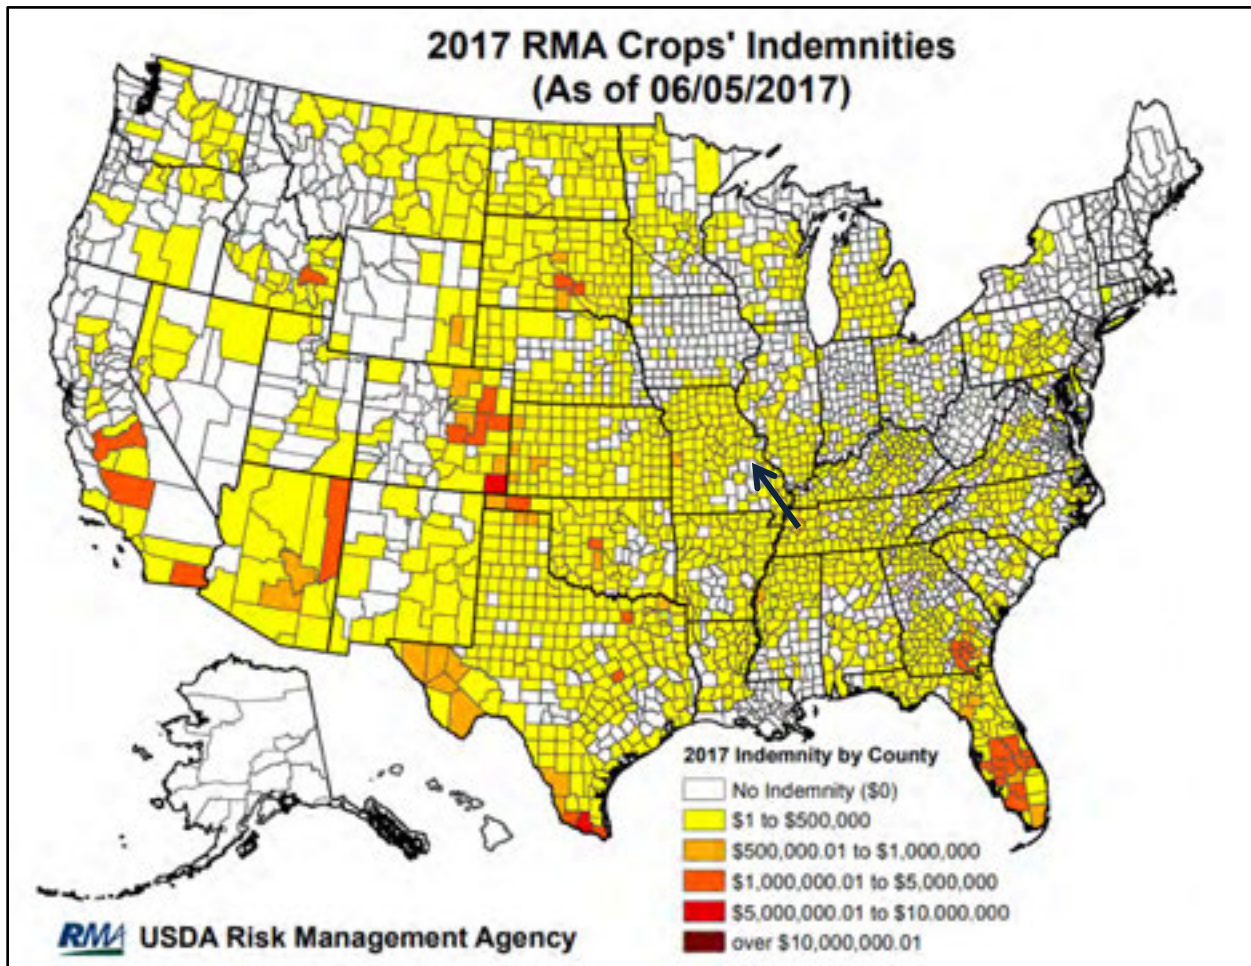 2017 RMA Crops' Indemnities
(As of 06/05/2017)
2017 Indemnity by County
No Indemnity ($0)
$1 to $500,000
$500,000.01 to $1,000,000
$1,000,000.01 to $5,000,000
$5,000,000.01 to $10.000.000
over $10,000,000.01
RMA USDA Risk Management Agency